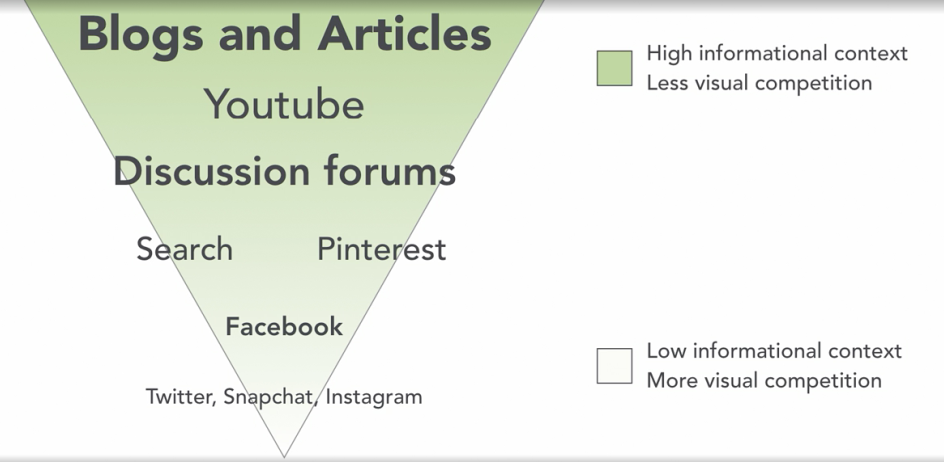 Blogs and Articles
Youtube
Discussion forums
Search Pinterest
Facebook
Twitter, Snapchat, Instagram
High informational context
Less visual competition
Low informational context
More visual competition